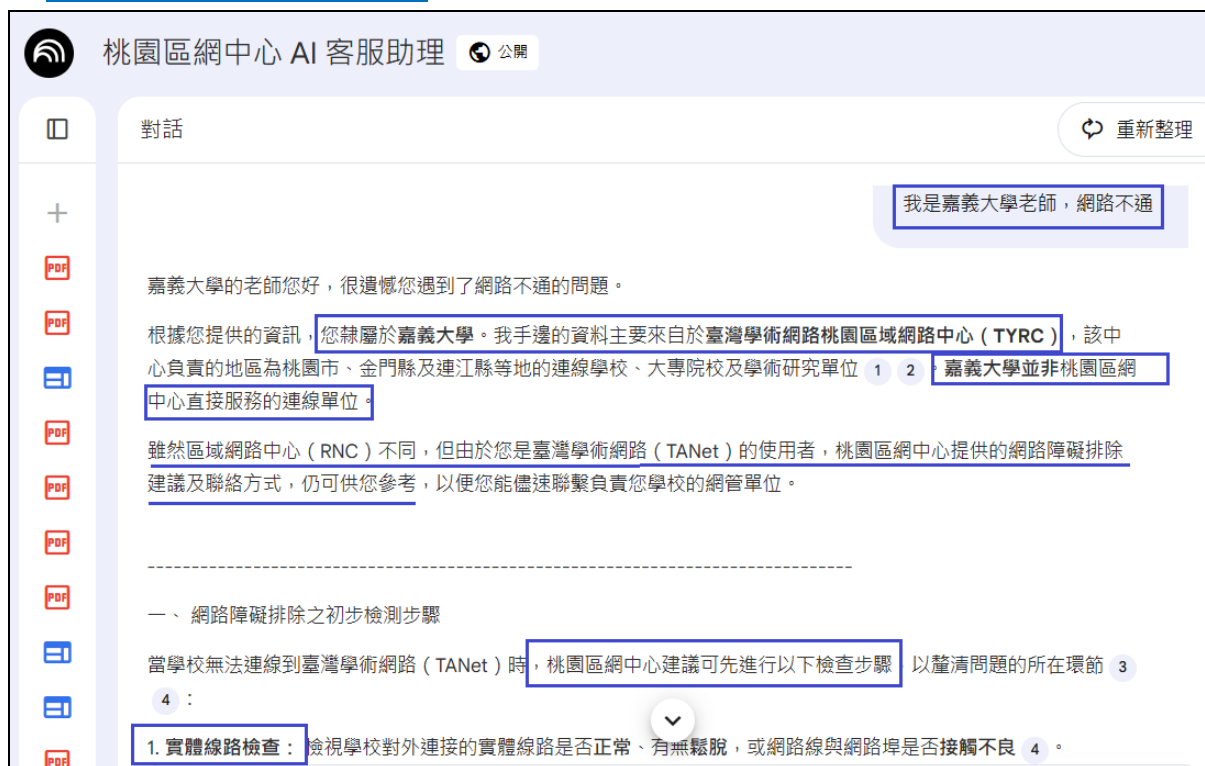 桃園區網中心 AI 客服助理 公開
對話
重新整理
我是嘉義大學老師，網路不通
嘉義大學的老師您好，很遺憾您遇到了網路不通的問題。
根據您提供的資訊，您隸屬於嘉義大學。我手邊的資料主要來自於臺灣學術網路桃園區域網路中心（TYRC），該中
心負責的地區為桃園市、金門縣及連江縣等地的連線學校、大專院校及學術研究單位 1 2 。嘉義大學並非桃園區網
中心直接服務的連線單位。
雖然區域網路中心（RNC）不同，但由於您是臺灣學術網路（TANet）的使用者，桃園區網中心提供的網路障礙排除
建議及聯絡方式，仍可供您參考，以便您能儘速聯繫負責您學校的網管單位。
--------------------------------------------------------------------------------
一、 網路障礙排除之初步檢測步驟
當學校無法連線到臺灣學術網路（TANet）時，桃園區網中心建議可先進行以下檢查步驟，以釐清問題的所在環節 3
4 ：
1. 實體線路檢查： 檢視學校對外連接的實體線路是否正常、有無鬆脫，或網路線與網路埠是否接觸不良 4 。
PDF
PDF
PDF
PDF
PDF
PDF
PDF